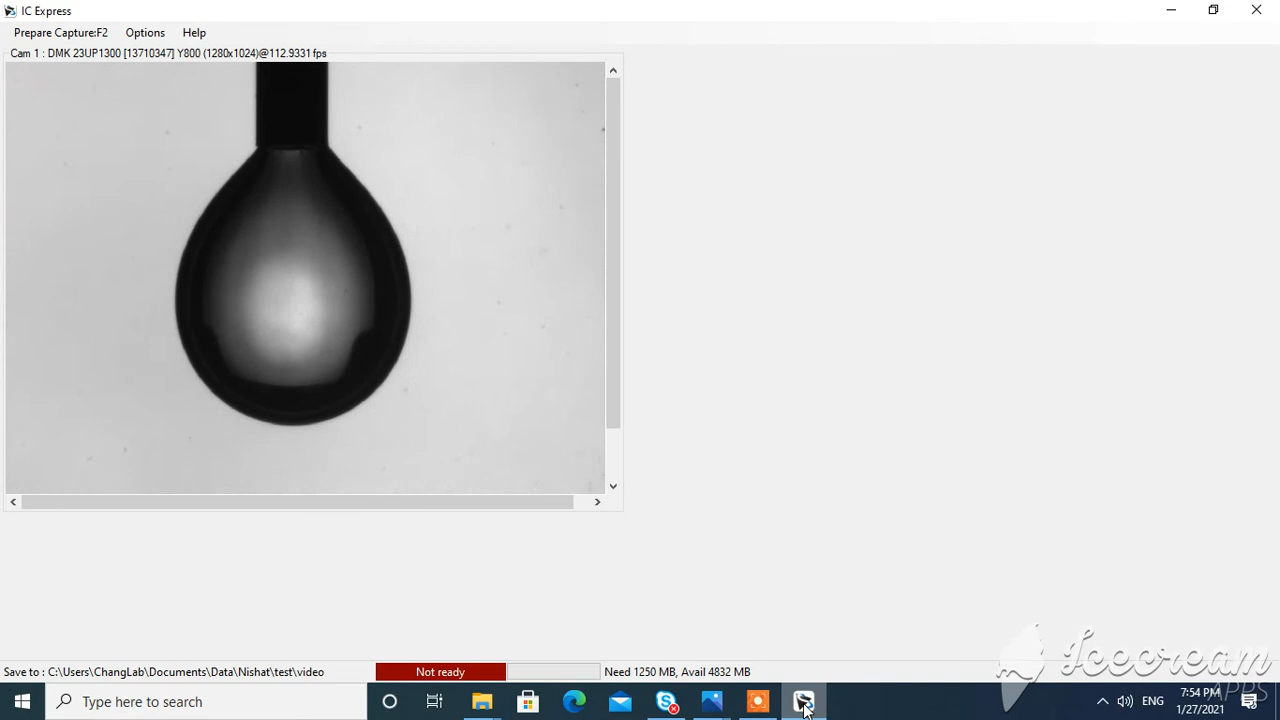 IC Express
Prepare Capture:F2 Options Help
Cam 1 : DMK 23UP1300 [13710347] Y800 (1280x1024)@112.9331 fps
Save to : C:\Users\ChangLab\Documents\Data\Nishat\test\video Not ready Need 1250 MB, Avail 4832 MB
Icecream
APPS
Type here to search ENG 7:54 PM
1/27/2021